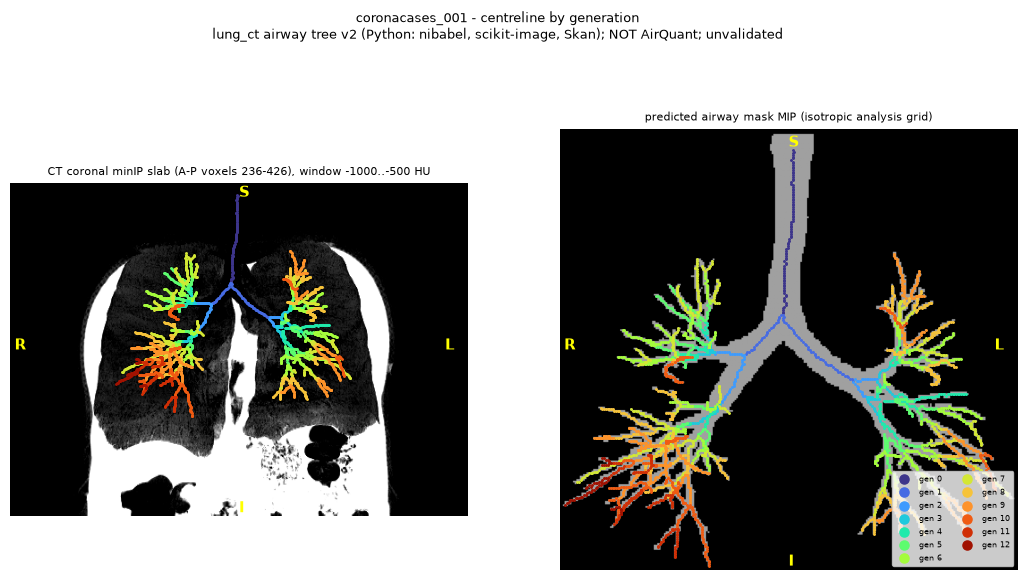 coronacases_001 - centreline by generation
lung_ct airway tree v2 (Python: nibabel, scikit-image, Skan); NOT AirQuant; unvalidated
CT coronal minIP slab (A-P voxels 236-426), window -1000..-500 HU
S
R
L
I
predicted airway mask MIP (isotropic analysis grid)
S
R
L
I
gen 0
gen 1
gen 2
gen 3
gen 4
gen 5
gen 6
gen 7
gen 8
gen 9
gen 10
gen 11
gen 12